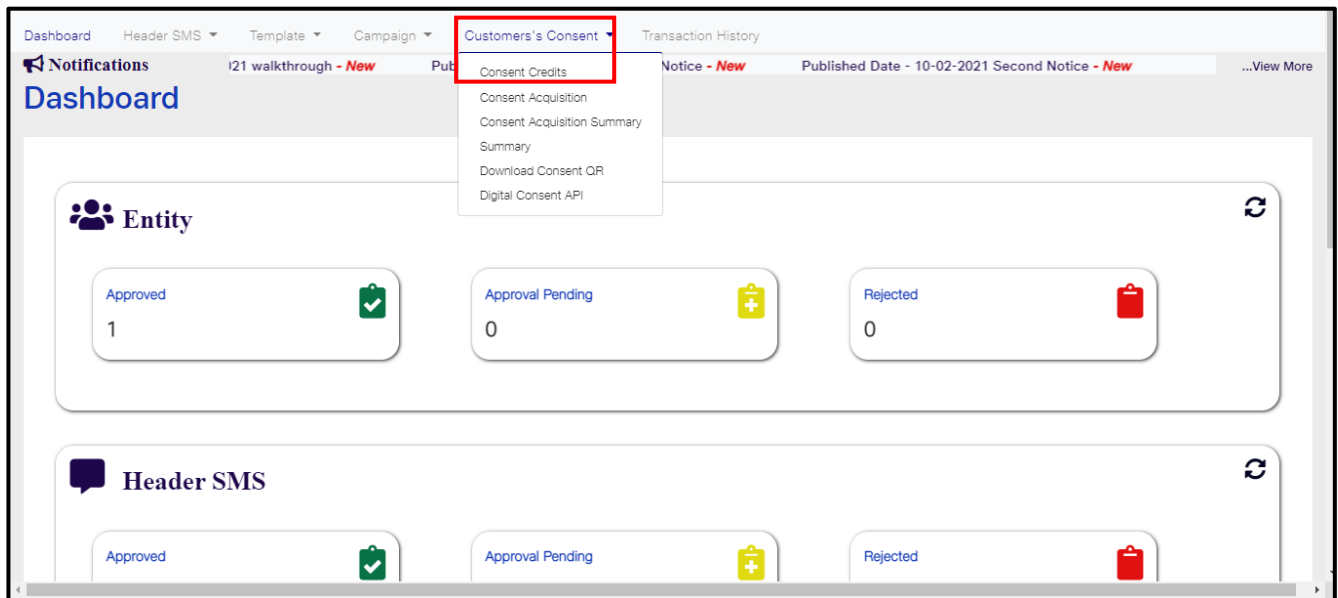 Dashboard Header SMS Template Campaign Customers's Consent Transaction History
Notifications 021 walkthrough - New Pub Notice - New Published Date - 10-02-2021 Second Notice - New ...View More
Consent Credits
Dashboard
Consent Acquisition
Consent Acquisition Summary
Summary
Download Consent QR
Digital Consent API
Entity
Approved Approval Pending Rejected
1 0 0
Header SMS
Approved Approval Pending Rejected